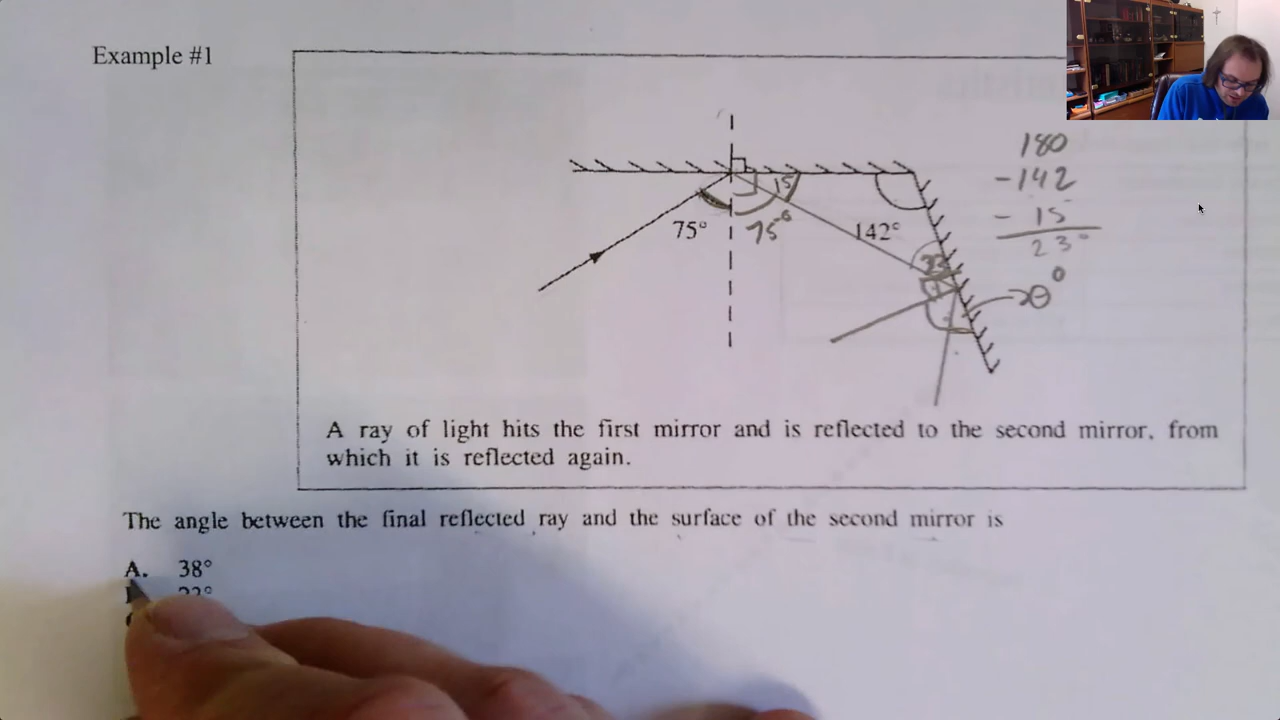 Example #1
180
-142
- 15
23°
15
75°
75°
142°
θ
A ray of light hits the first mirror and is reflected to the second mirror, from
which it is reflected again.
The angle between the final reflected ray and the surface of the second mirror is
A. 38°